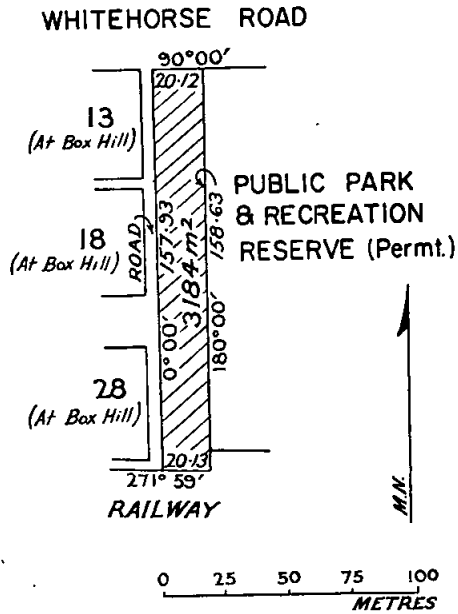 WHITEHORSE ROAD
90°00'
20·12
13
(At Box Hill)
PUBLIC PARK
& RECREATION
RESERVE (Permt.)
158·63
180°00'
18
(At Box Hill)
ROAD
157·93
0°00'
3184 m²
28
(At Box Hill)
20·13
271° 59'
RAILWAY
M.N.
0 25 50 75 100
METRES